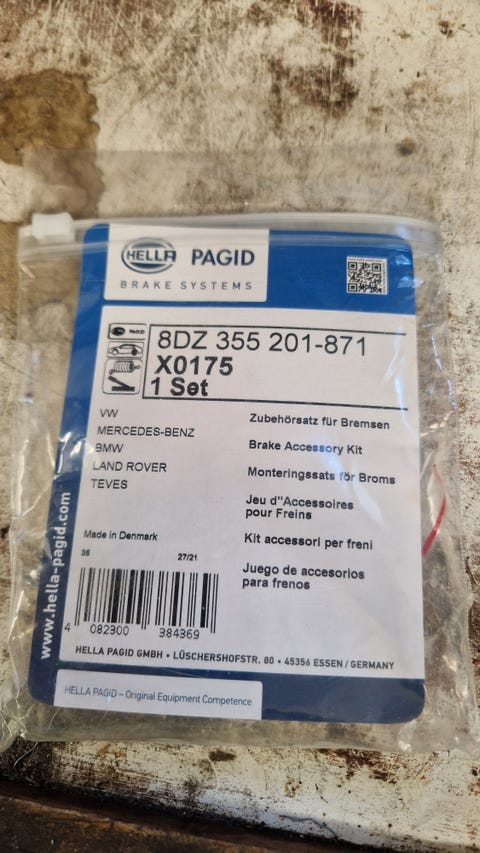 HELLA PAGID
BRAKE SYSTEMS
PAGID
8DZ 355 201-871
X0175
1 Set
VW
MERCEDES-BENZ
BMW
LAND ROVER
TEVES
Zubehörsatz für Bremsen
Brake Accessory Kit
Monteringssats för Broms
Jeu d"Accessoires
pour Freins
Kit accessori per freni
Juego de accesorios
para frenos
Made in Denmark
36 27/21
4 082300 384369
www.hella-pagid.com
HELLA PAGID GMBH • LÜSCHERSHOFSTR. 80 • 45356 ESSEN / GERMANY
HELLA PAGID – Original Equipment Competence